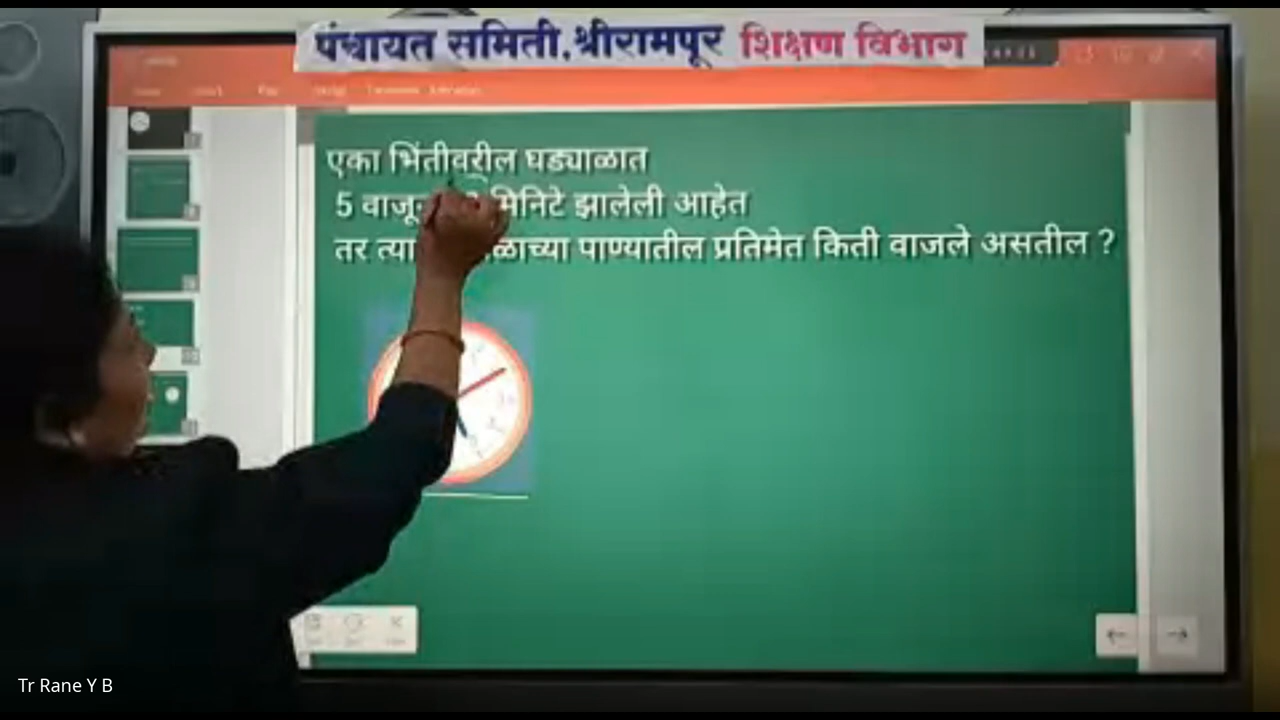 पंचायत समिती.श्रीरामपूर शिक्षण विभाग
एका भिंतीवरील घड्याळात
5 मिनिटे झालेली आहेत
तर पाण्यातील प्रतिमेत किती वाजले असतील ?
Tr Rane Y B